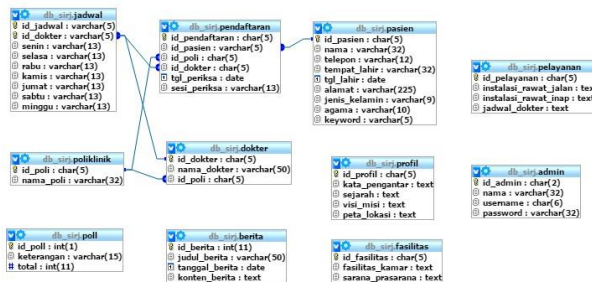 db_sirj.jadwal
id_jadwal : varchar(5)
id_dokter : varchar(5)
senin : varchar(13)
selasa : varchar(13)
rabu : varchar(13)
kamis : varchar(13)
jumat : varchar(13)
sabtu : varchar(13)
minggu : varchar(13)
db_sirj.pendaftaran
id_pendaftaran : char(5)
id_pasien : varchar(5)
id_poli : char(5)
id_dokter : char(5)
tgl_periksa : date
sesi_periksa : varchar(13)
db_sirj.pasien
id_pasien : char(5)
nama : varchar(32)
telepon : varchar(12)
tempat_lahir : varchar(32)
tgl_lahir : date
alamat : varchar(225)
jenis_kelamin : varchar(9)
agama : varchar(10)
keyword : varchar(5)
db_sirj.pelayanan
id_pelayanan : char(5)
instalasi_rawat_jalan : text
instalasi_rawat_inap : text
jadwal_dokter : text
db_sirj.poliklinik
id_poli : char(5)
nama_poli : varchar(32)
db_sirj.dokter
id_dokter : char(5)
nama_dokter : varchar(50)
id_poli : char(5)
db_sirj.profil
id_profil : char(5)
kata_pengantar : text
sejarah : text
visi_misi : text
peta_lokasi : text
db_sirj.admin
id_admin : char(2)
nama : varchar(32)
username : char(6)
password : varchar(32)
db_sirj.poll
id_poll : int(1)
keterangan : varchar(15)
# total : int(11)
db_sirj.berita
id_berita : int(11)
judul_berita : varchar(50)
tanggal_berita : date
konten_berita : text
db_sirj.fasilitas
id_fasilitas : char(5)
fasilitas_kamar : text
sarana_prasarana : text